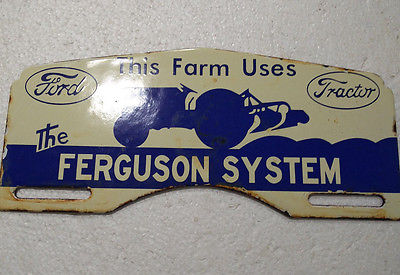 This Farm Uses
Ford
Tractor
The
FERGUSON SYSTEM